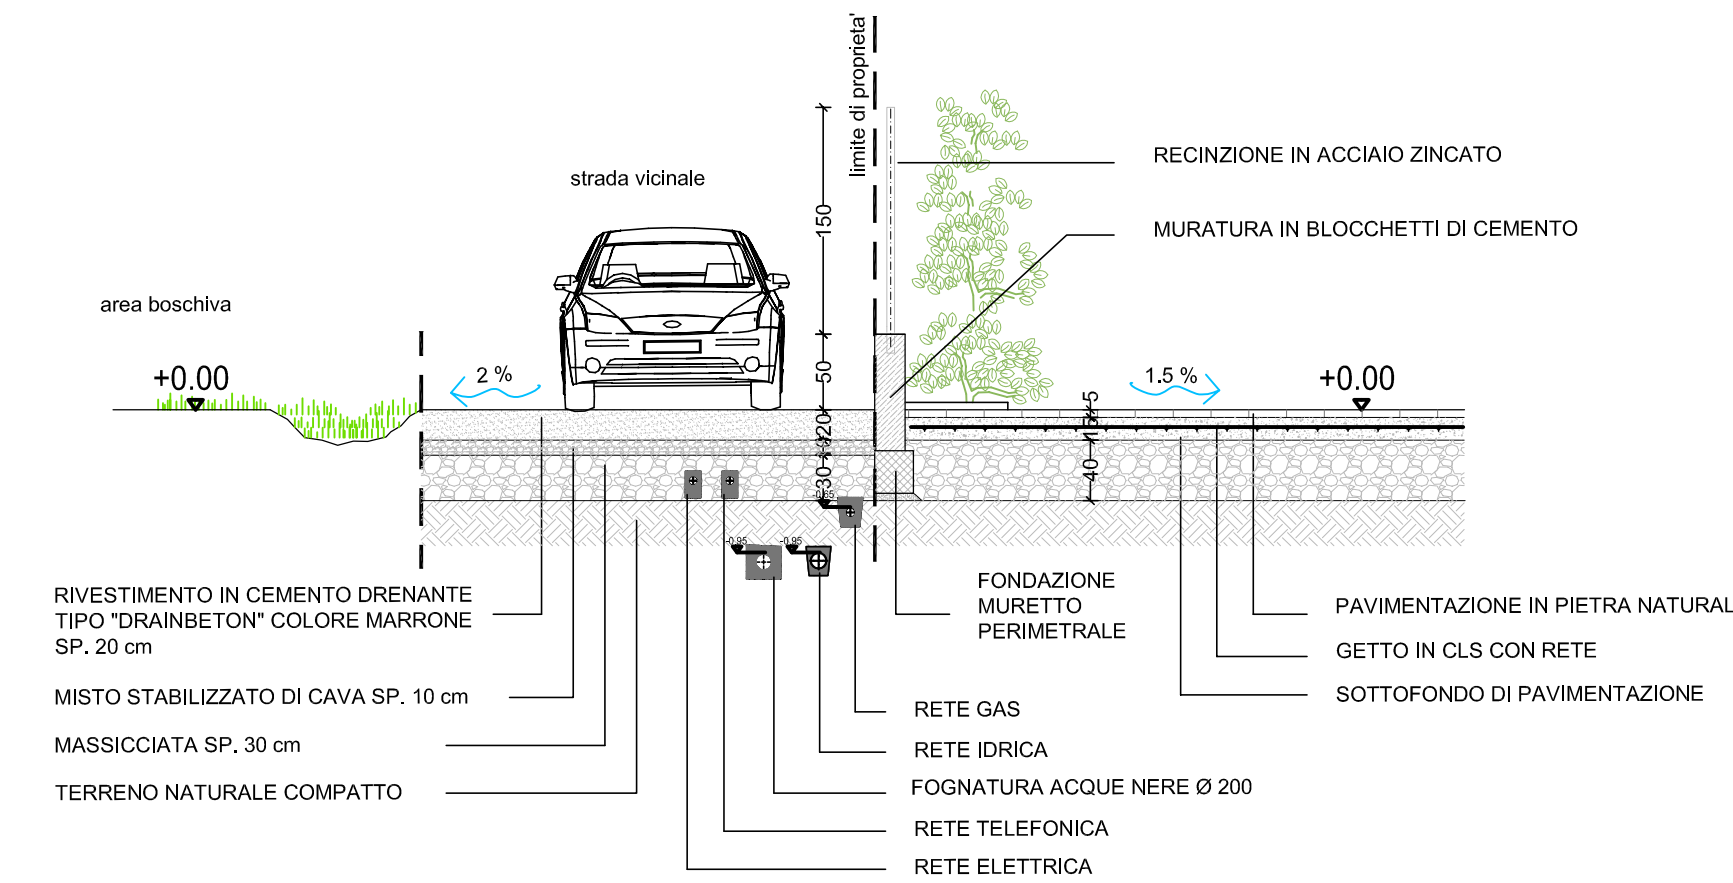 limite di proprieta'
RECINZIONE IN ACCIAIO ZINCATO
strada vicinale
150
MURATURA IN BLOCCHETTI DI CEMENTO
area boschiva
+0.00
2 %
50
1.5 %
+0.00
5
15
20
10
40
30
-0.65
-0.95
-0.95
RIVESTIMENTO IN CEMENTO DRENANTE
TIPO "DRAINBETON" COLORE MARRONE
SP. 20 cm
MISTO STABILIZZATO DI CAVA SP. 10 cm
MASSICCIATA SP. 30 cm
TERRENO NATURALE COMPATTO
FONDAZIONE
MURETTO
PERIMETRALE
RETE GAS
RETE IDRICA
FOGNATURA ACQUE NERE Ø 200
RETE TELEFONICA
RETE ELETTRICA
PAVIMENTAZIONE IN PIETRA NATURAL
GETTO IN CLS CON RETE
SOTTOFONDO DI PAVIMENTAZIONE